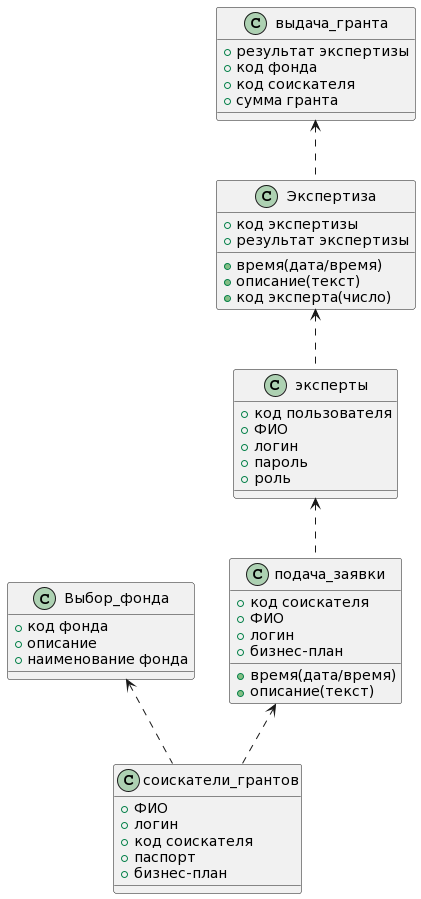 C выдача_гранта
результат экспертизы
код фонда
код соискателя
сумма гранта
C Экспертиза
код экспертизы
результат экспертизы
время(дата/время)
описание(текст)
код эксперта(число)
C эксперты
код пользователя
ФИО
логин
пароль
роль
C подача_заявки
код соискателя
ФИО
логин
бизнес-план
время(дата/время)
описание(текст)
C Выбор_фонда
код фонда
описание
наименование фонда
C соискатели_грантов
ФИО
логин
код соискателя
паспорт
бизнес-план